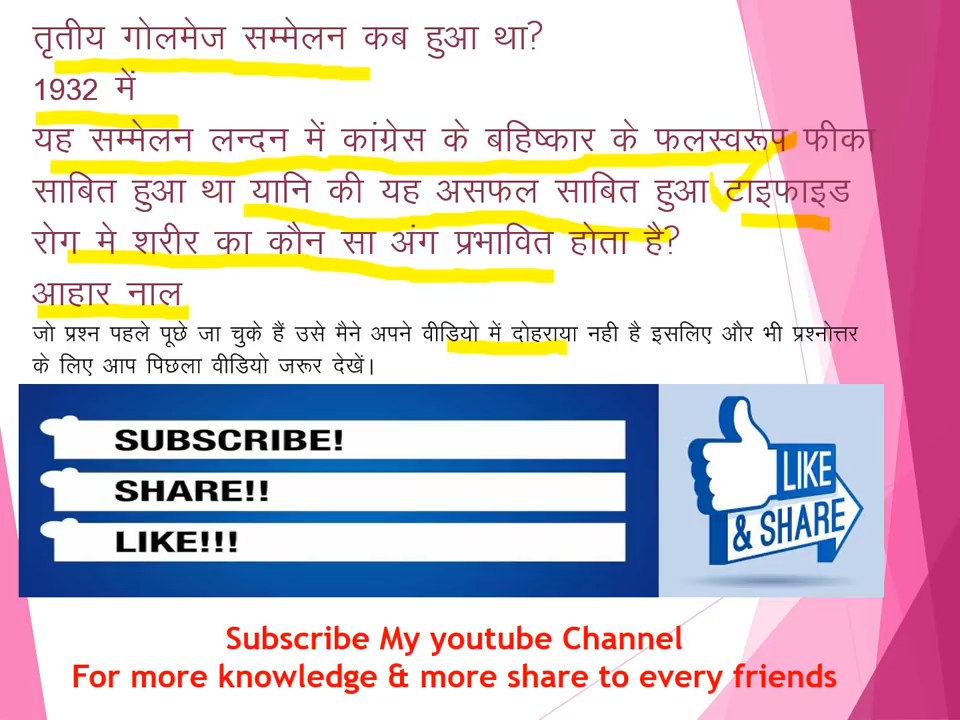 तृतीय गोलमेज सम्मेलन कब हुआ था?
1932 में
यह सम्मेलन लन्दन में कांग्रेस के बहिष्कार के फलस्वरूप फीका
साबित हुआ था यानि की यह असफल साबित हुआ टाइफाइड
रोग मे शरीर का कौन सा अंग प्रभावित होता है?
आहार नाल
जो प्रश्न पहले पूछे जा चुके हैं उसे मैने अपने वीडियो में दोहराया नही है इसलिए और भी प्रश्नोत्तर
के लिए आप पिछला वीडियो जरूर देखें।
SUBSCRIBE!
SHARE!!
LIKE!!!
LIKE
& SHARE
Subscribe My youtube Channel
For more knowledge & more share to every friends